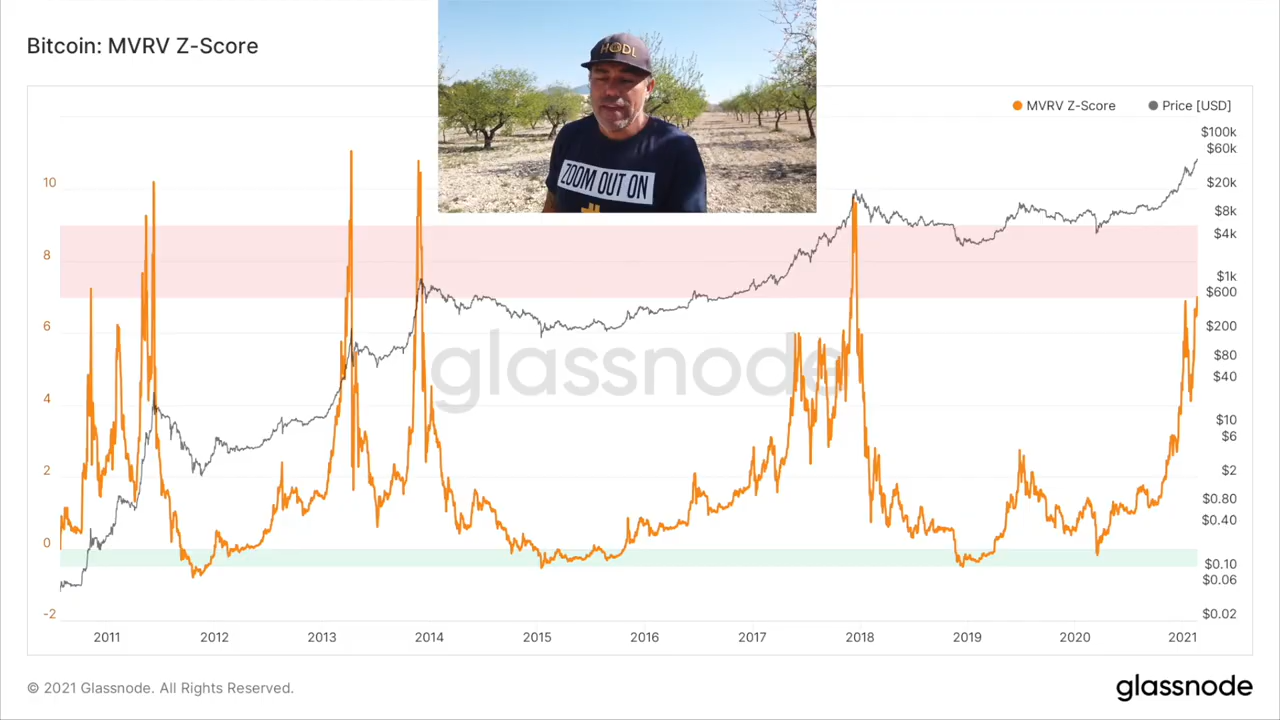 Bitcoin: MVRV Z-Score
HODL
ZOOM OUT ON
MVRV Z-Score
Price [USD]
10
8
6
4
2
0
-2
$100k
$60k
$20k
$8k
$4k
$1k
$600
$200
$80
$40
$10
$6
$2
$0.80
$0.40
$0.10
$0.06
$0.02
glassnode
2011 2012 2013 2014 2015 2016 2017 2018 2019 2020 2021
© 2021 Glassnode. All Rights Reserved.
glassnode